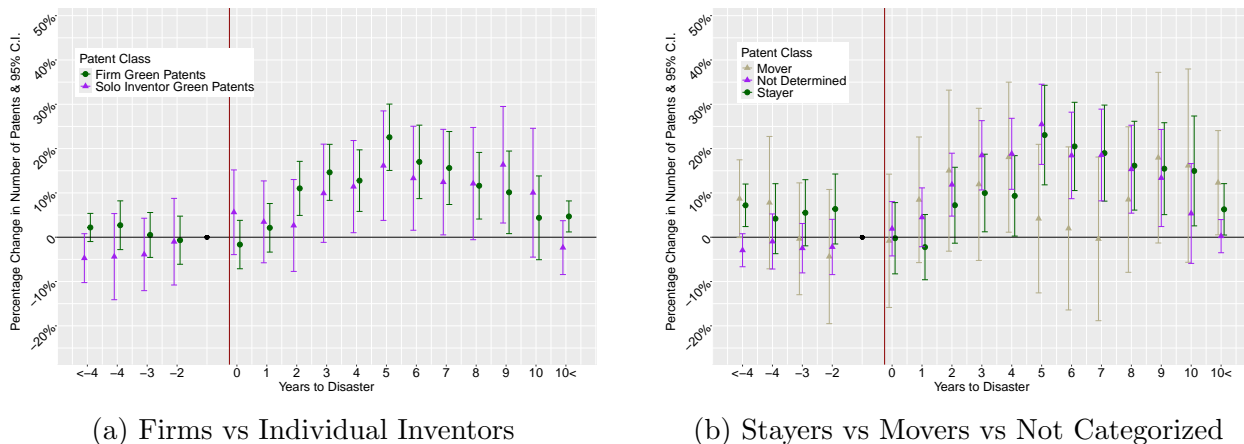 Percentage Change in Number of Patents & 95% C.I.
50%
40%
30%
20%
10%
0
−10%
−20%
Patent Class
Firm Green Patents
Solo Inventor Green Patents
<−4 −4 −3 −2 0 1 2 3 4 5 6 7 8 9 10 10<
Years to Disaster
(a) Firms vs Individual Inventors
Percentage Change in Number of Patents & 95% C.I.
50%
40%
30%
20%
10%
0
−10%
−20%
Patent Class
Mover
Not Determined
Stayer
<−4 −4 −3 −2 0 1 2 3 4 5 6 7 8 9 10 10<
Years to Disaster
(b) Stayers vs Movers vs Not Categorized